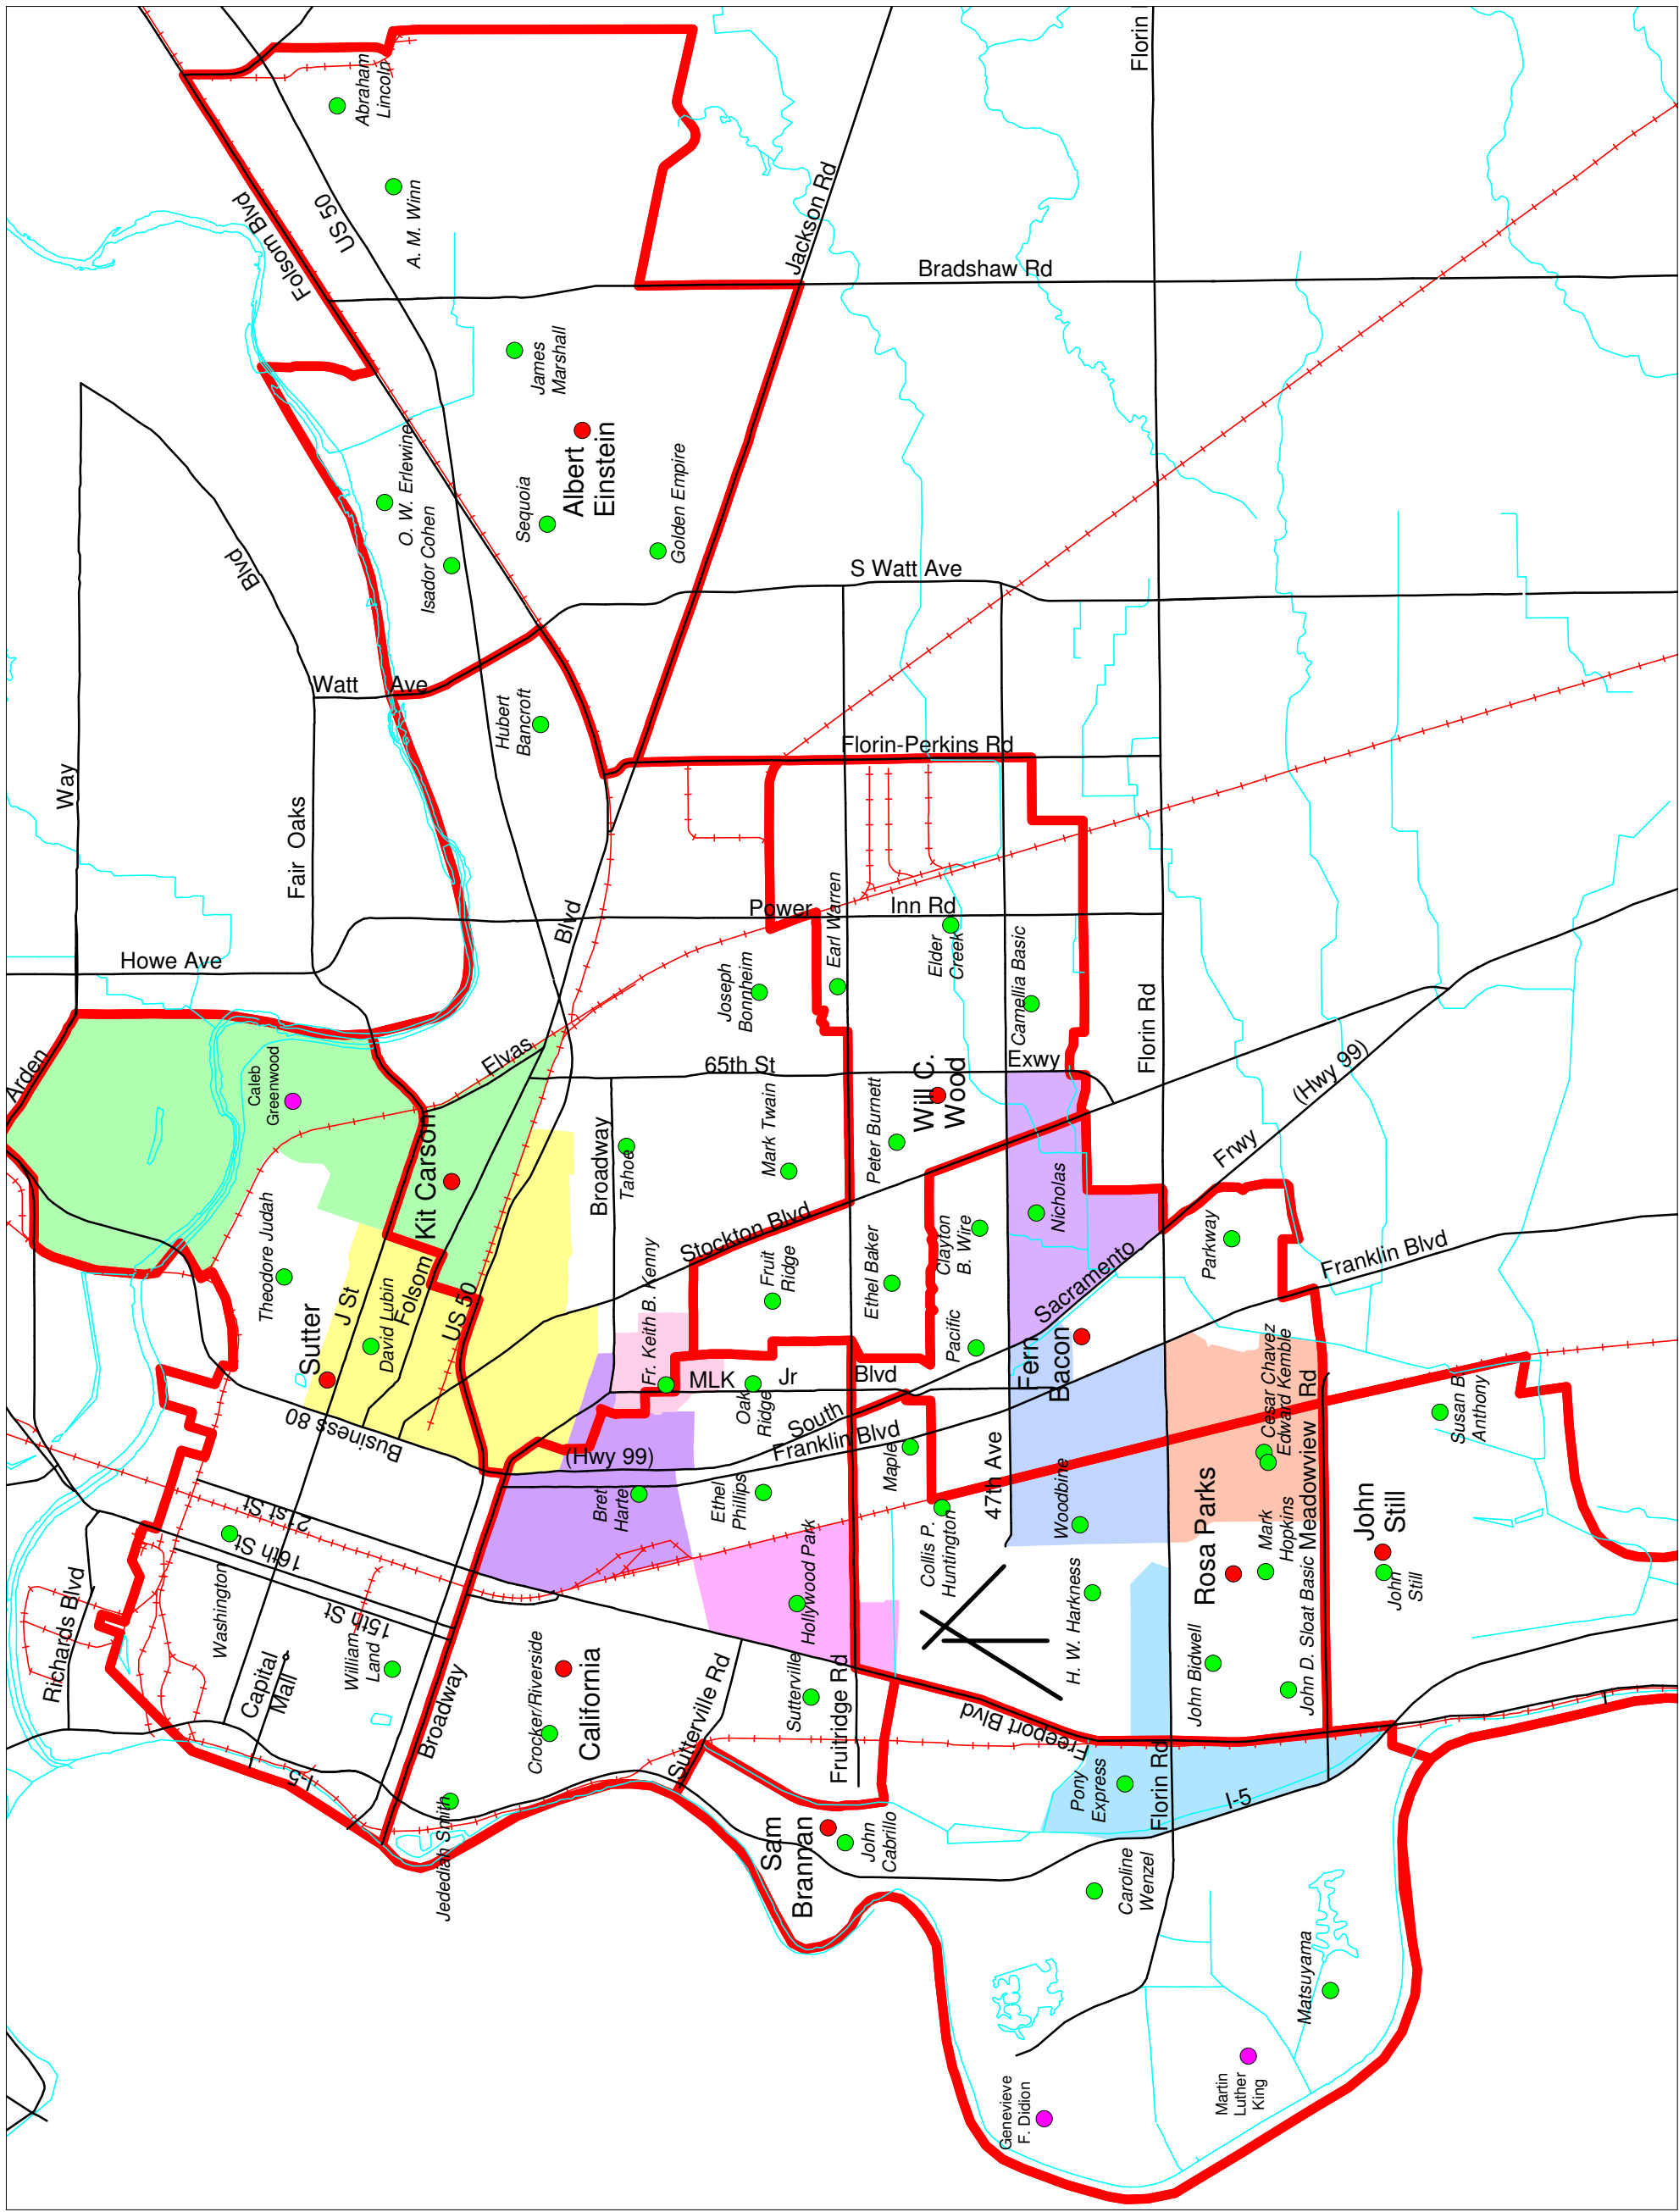 Florin
Abraham
Lincoln
A. M. Winn
Folsom Blvd
US 50
Jackson Rd
Bradshaw Rd
James
Marshall
Albert
Einstein
O. W. Erlewine
Isador Cohen
Sequoia
Golden Empire
S Watt Ave
Blvd
Watt
Ave
Hubert
Bancroft
Florin-Perkins Rd
Way
Fair Oaks
Blvd
Power
Inn Rd
Earl Warren
Howe Ave
Joseph
Bonnheim
Elder
Creek
Camellia Basic
Florin Rd
Arden
Caleb
Greenwood
Elvas
65th St
Exwy
(Hwy 99)
Frwy
Kit Carson
Broadway
Tahoe
Mark Twain
Peter Burnett
Will C.
Wood
Nicholas
Theodore Judah
Stockton Blvd
Fruit
Ridge
Ethel Baker
Clayton
B. Wire
Sacramento
Parkway
Franklin Blvd
Sutter
J St
David Lubin
Folsom
US 50
Fr. Keith B. Kenny
MLK
Jr
Blvd
Pacific
Fern
Bacon
Cesar Chavez
Edward Kemble
Susan B.
Anthony
Business 80
(Hwy 99)
Oak
Ridge
South
Franklin Blvd
Maple
47th Ave
Woodbine
Meadowview Rd
21st St
16th St
15th St
Washington
Bret
Harte
Ethel
Phillips
Hollywood Park
Collis P.
Huntington
H. W. Harkness
Rosa Parks
Mark
Hopkins
John
Still
John
Still
Richards Blvd
Capital
Mall
William
Land
Broadway
Crocker/Riverside
California
Sutterville Rd
Sutterville
Fruitridge Rd
Freeport Blvd
John Bidwell
John D. Sloat Basic
I-5
Jedediah Smith
Sam
Brannan
John
Cabrillo
Pony
Express
Florin Rd
I-5
Caroline
Wenzel
Matsuyama
Genevieve
F. Didion
Martin
Luther
King